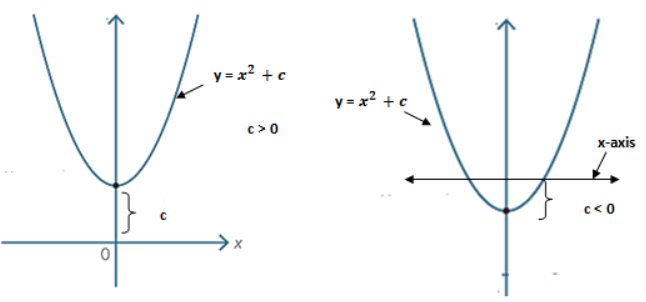 y = x² + c
c > 0
c
0
x
y = x² + c
x-axis
c < 0